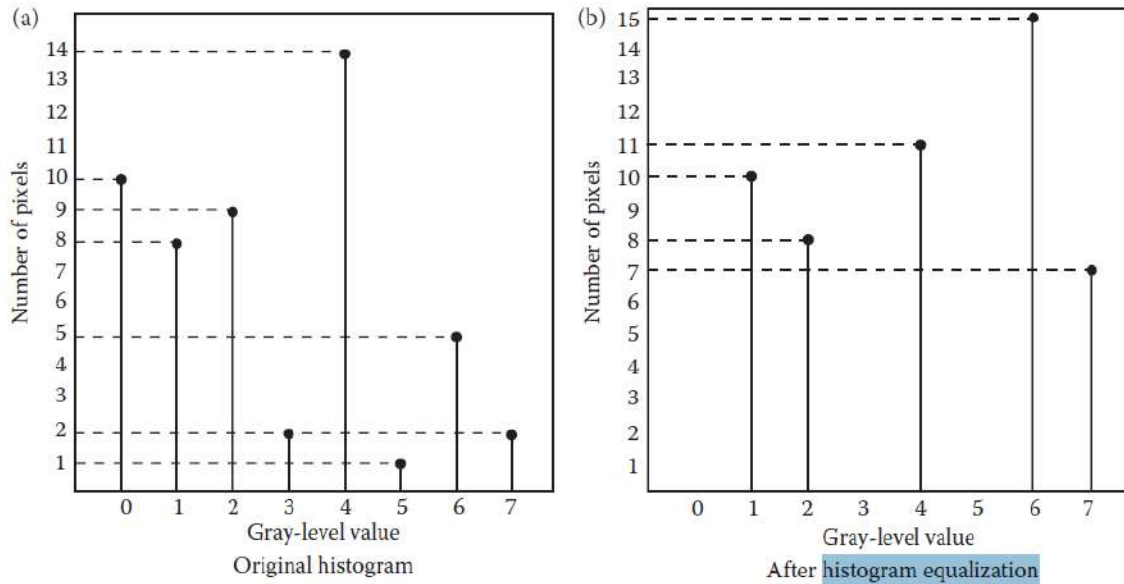 (a)
Number of pixels
14
13
12
11
10
9
8
7
6
5
4
3
2
1
0 1 2 3 4 5 6 7
Gray-level value
Original histogram
(b)
Number of pixels
15
14
13
12
11
10
9
8
7
6
5
4
3
2
1
0 1 2 3 4 5 6 7
Gray-level value
After histogram equalization